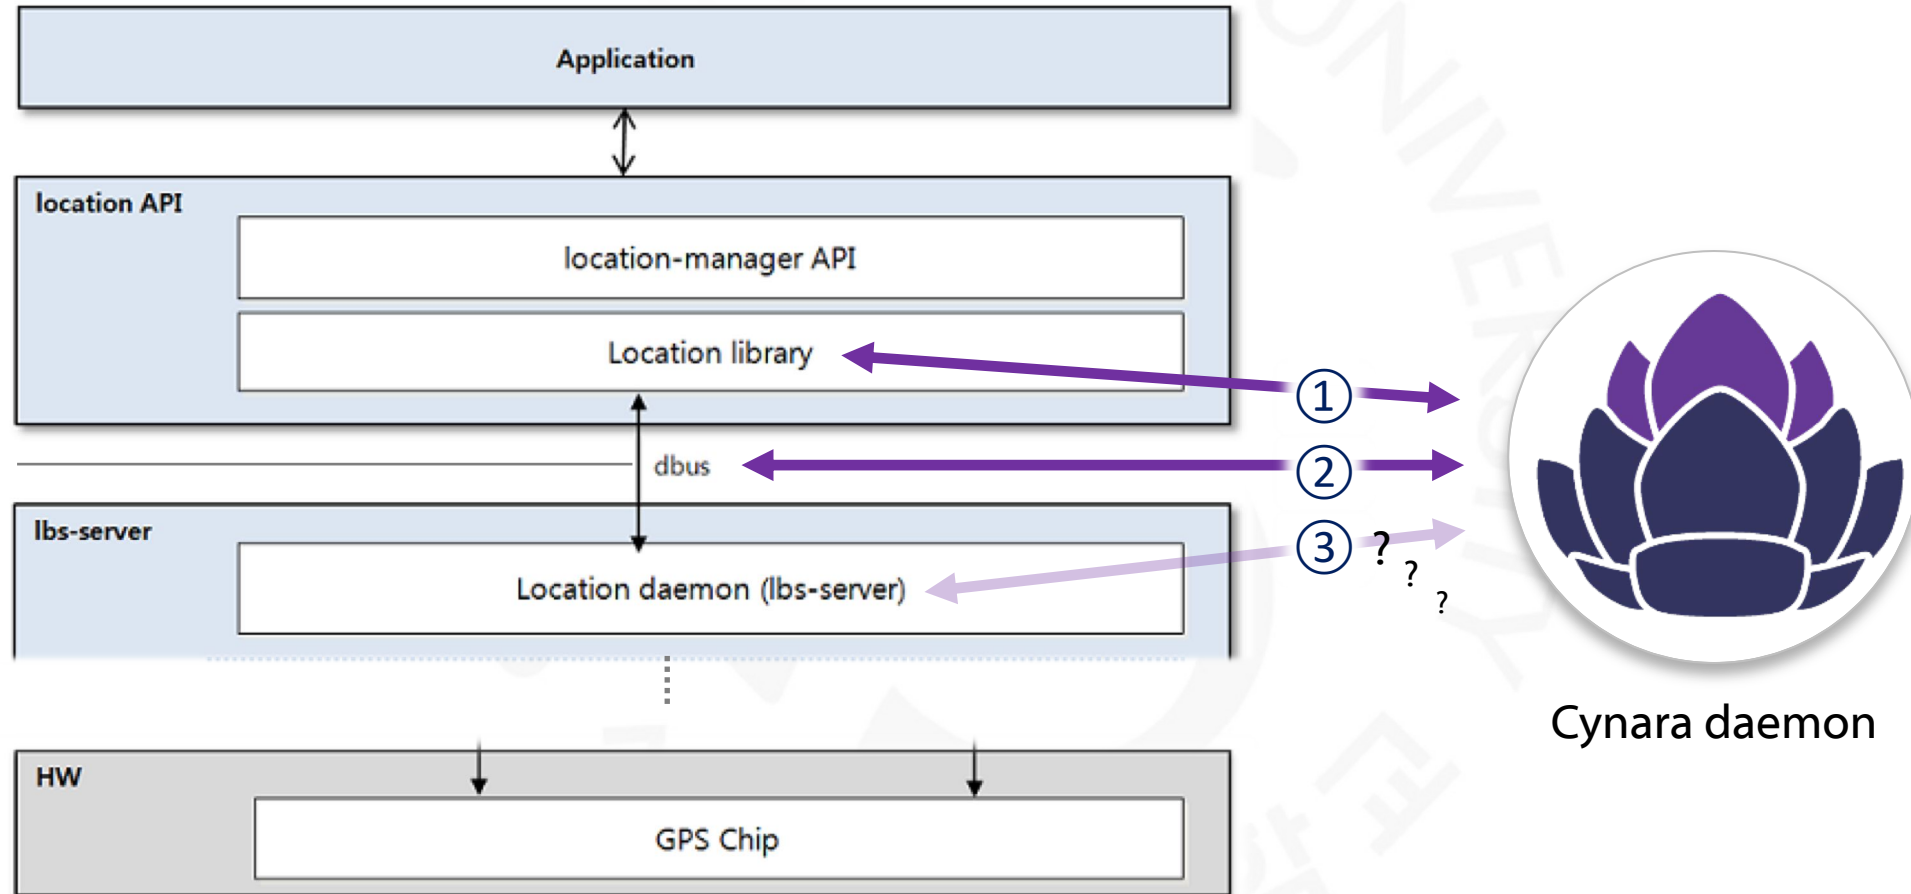 Application
location API
location-manager API
Location library
①
dbus
②
lbs-server
Location daemon (lbs-server)
③ ? ? ?
Cynara daemon
HW
GPS Chip
UNIVERSITY